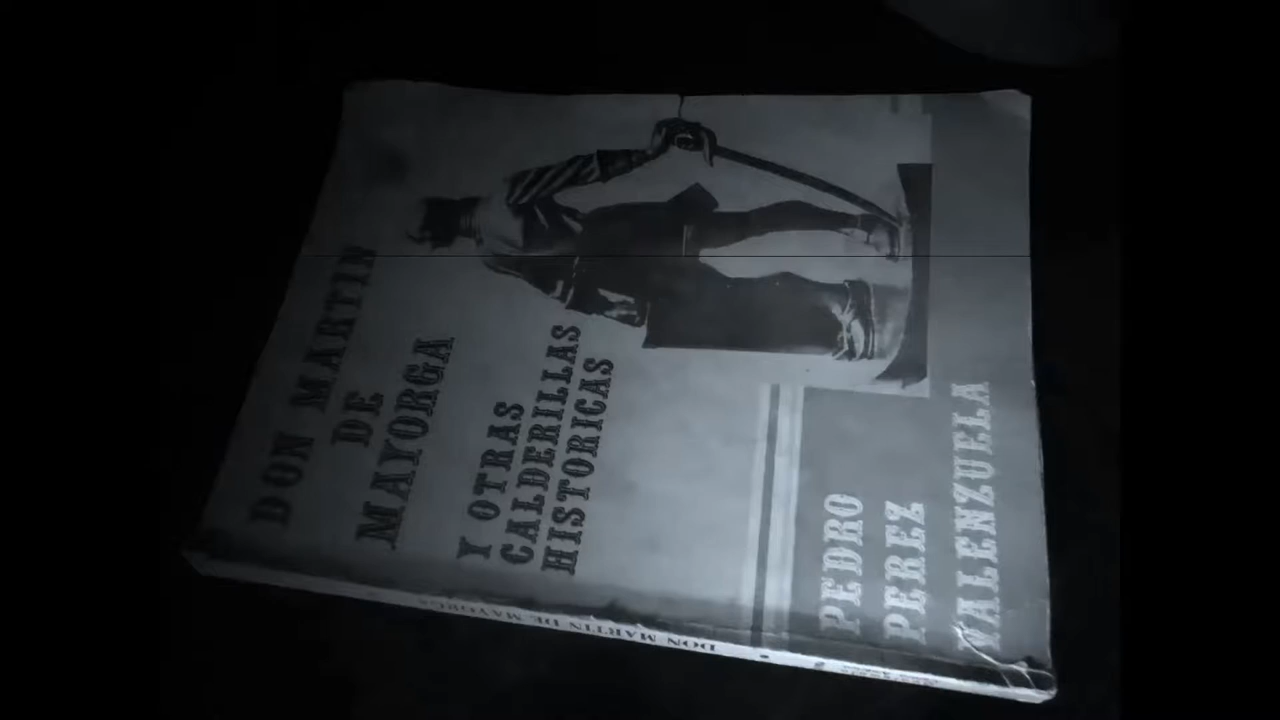 DON MARTIN
DE
MAYORGA
Y OTRAS
CALDERILLAS
HISTORICAS
PEDRO
PEREZ
VALENZUELA
DON MARTIN DE MAYORGA